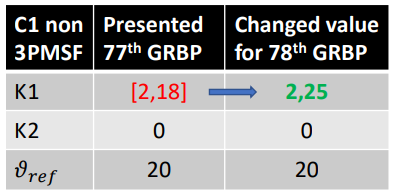 C1 non 3PMSF Presented 77th GRBP Changed value for 78th GRBP
K1 [2,18] 2,25
K2 0 0
ϑref 20 20